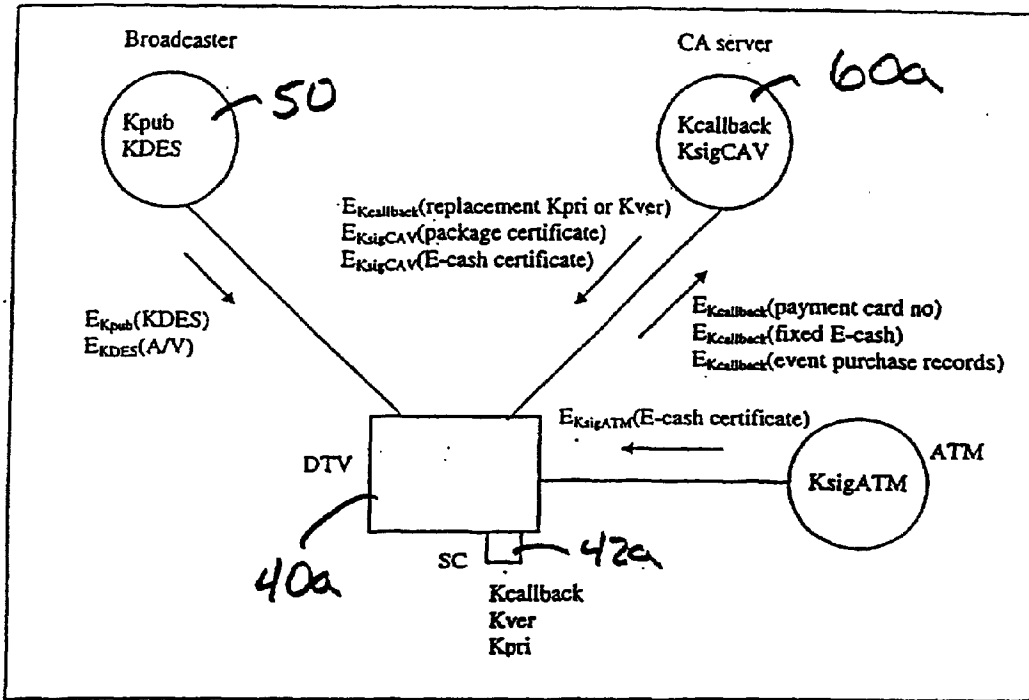 Broadcaster
50
Kpub
KDES
CA server
60a
Kcallback
KsigCAV
EKcallback(replacement Kpri or Kver)
EKsigCAV(package certificate)
EKsigCAV(E-cash certificate)
EKpub(KDES)
EKDES(A/V)
EKcallback(payment card no)
EKcallback(fixed E-cash)
EKcallback(event purchase records)
EKsigATM(E-cash certificate)
ATM
KsigATM
DTV
40a
SC
42a
Kcallback
Kver
Kpri